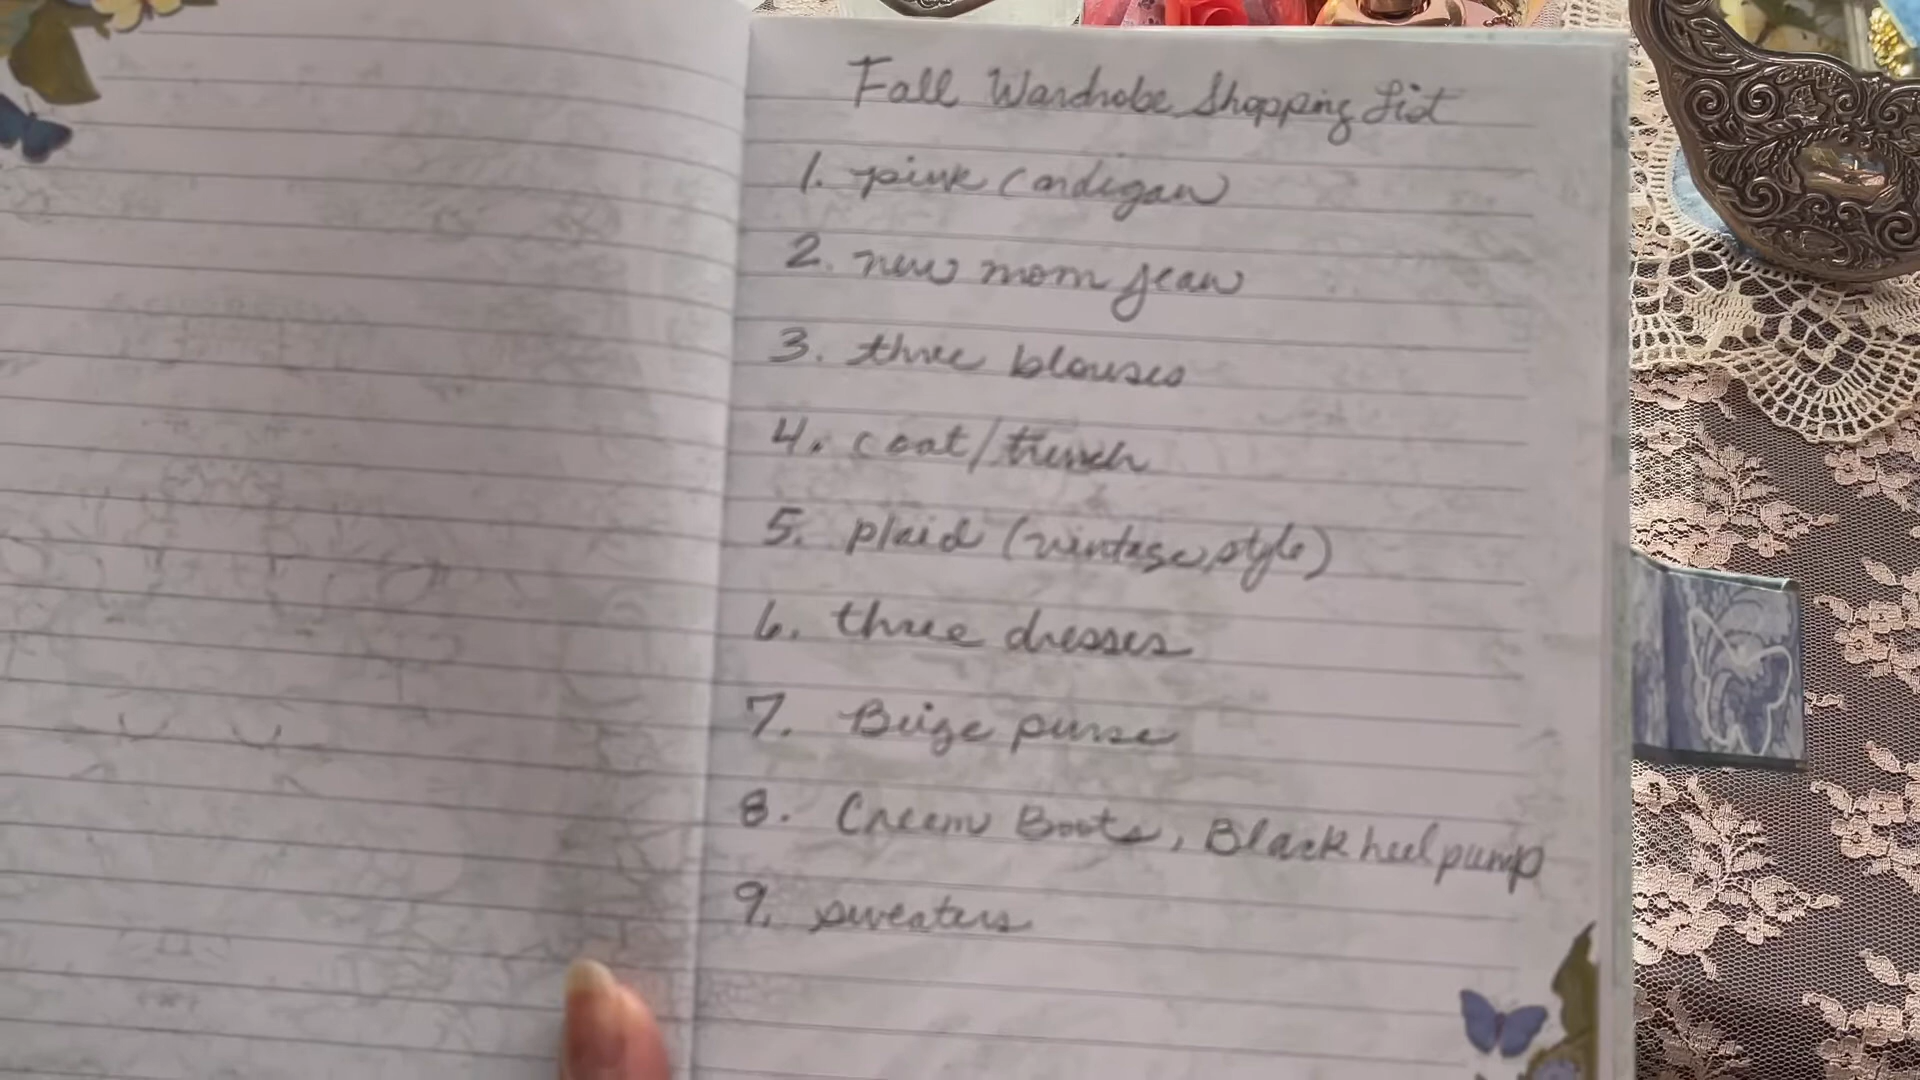 Fall Wardrobe Shopping List
1. pink cardigan
2. new mom jean
3. three blouses
4. coat/trench
5. plaid (vintage style)
6. three dresses
7. Beige purse
8. Cream Boots, Black heel pump
9. sweaters